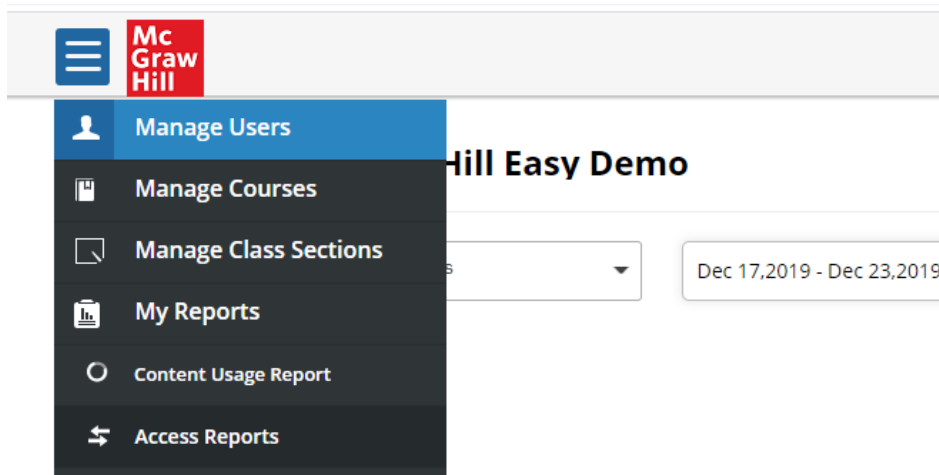 Mc
Graw
Hill
Manage Users
Hill Easy Demo
Manage Courses
Manage Class Sections
s
Dec 17,2019 - Dec 23,2019
My Reports
Content Usage Report
Access Reports